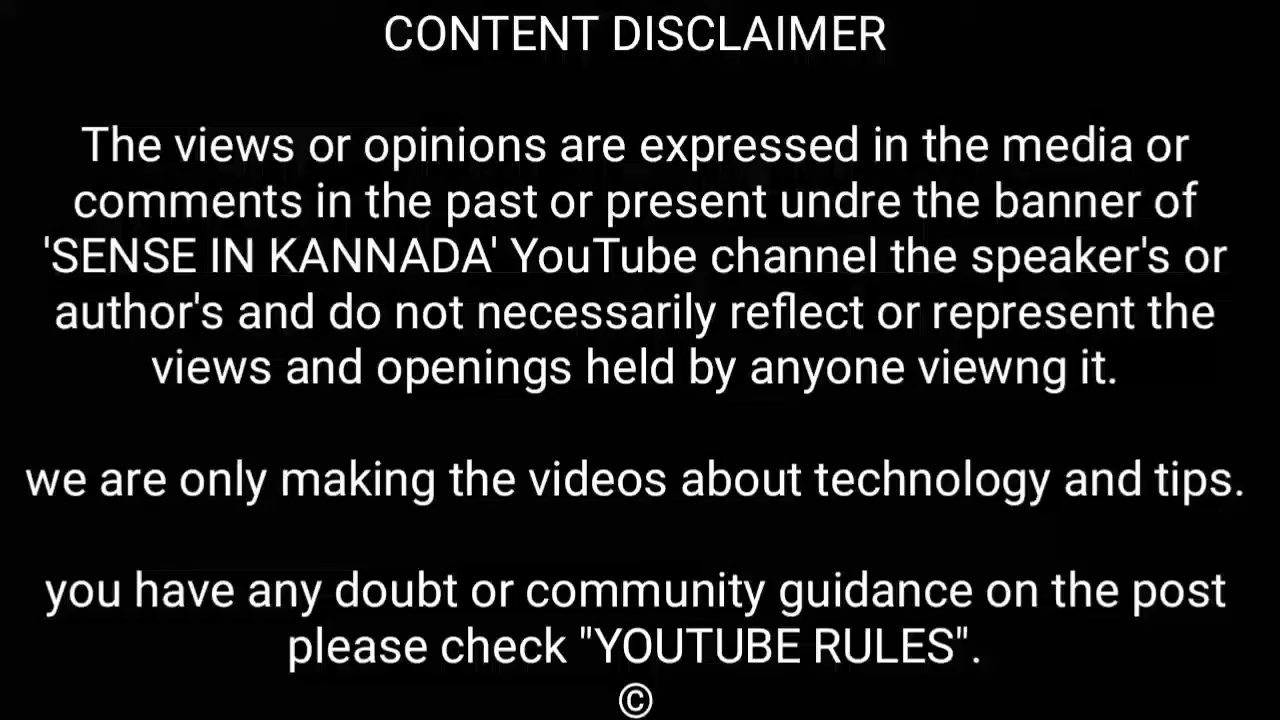 CONTENT DISCLAIMER
The views or opinions are expressed in the media or
comments in the past or present undre the banner of
'SENSE IN KANNADA' YouTube channel the speaker's or
author's and do not necessarily reflect or represent the
views and openings held by anyone viewng it.
we are only making the videos about technology and tips.
you have any doubt or community guidance on the post
please check "YOUTUBE RULES".
©